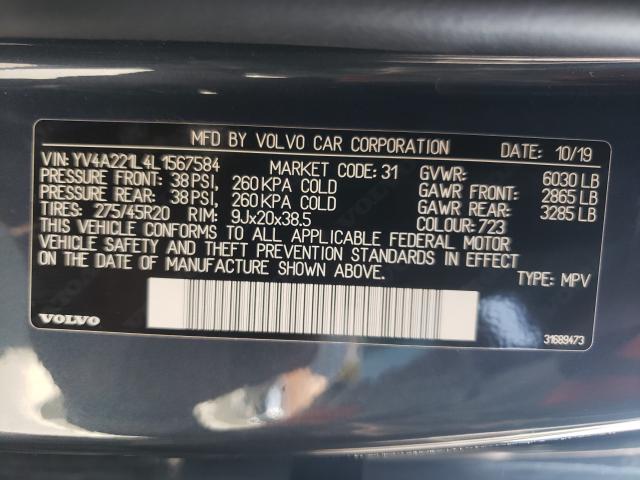 MFD BY VOLVO CAR CORPORATION DATE: 10/19
VIN: YV4A221L4L1567584 MARKET CODE: 31 GVWR: 6030 LB
PRESSURE FRONT: 38 PSI, 260 KPA COLD GAWR FRONT: 2865 LB
PRESSURE REAR: 38 PSI, 260 KPA COLD GAWR REAR: 3285 LB
TIRES: 275/45R20 RIM: 9Jx20x38.5 COLOUR: 723
THIS VEHICLE CONFORMS TO ALL APPLICABLE FEDERAL MOTOR
VEHICLE SAFETY AND THEFT PREVENTION STANDARDS IN EFFECT
ON THE DATE OF MANUFACTURE SHOWN ABOVE. TYPE: MPV
VOLVO 31689473